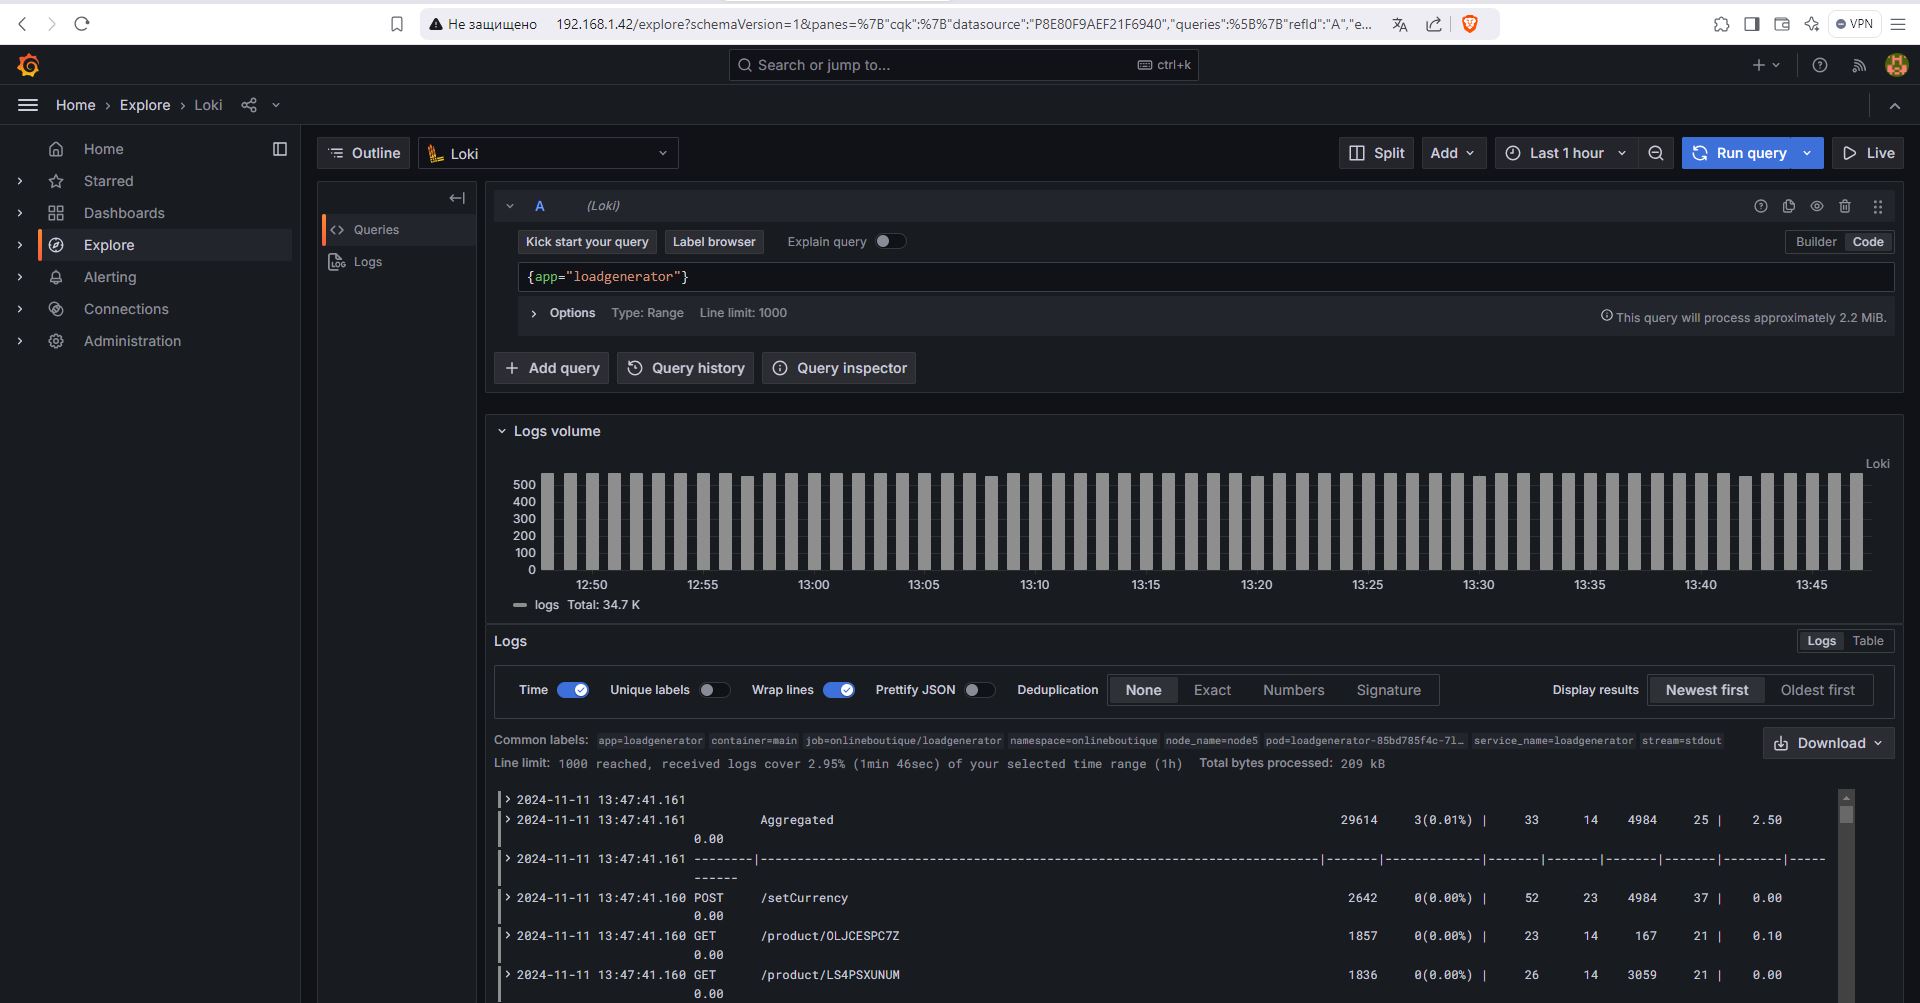 Не защищено 192.168.1.42/explore?schemaVersion=1&panes=%7B"cqk":%7B"datasource":"P8E80F9AEF21F6940","queries":%5B%7B"refId":"A","e... VPN
Search or jump to... ctrl+k
Home › Explore › Loki
Home
Starred
Dashboards
Explore
Alerting
Connections
Administration
Outline Loki Split Add Last 1 hour Run query Live
Queries
Logs
A (Loki)
Kick start your query Label browser Explain query Builder Code
{app="loadgenerator"}
Options Type: Range Line limit: 1000 This query will process approximately 2.2 MiB.
Add query Query history Query inspector
Logs volume
Loki
500
400
300
200
100
0
12:50 12:55 13:00 13:05 13:10 13:15 13:20 13:25 13:30 13:35 13:40 13:45
logs Total: 34.7 K
Logs Logs Table
Time Unique labels Wrap lines Prettify JSON Deduplication None Exact Numbers Signature Display results Newest first Oldest first
Common labels: app=loadgenerator container=main job=onlineboutique/loadgenerator namespace=onlineboutique node_name=node5 pod=loadgenerator-85bd785f4c-7l… service_name=loadgenerator stream=stdout Download
Line limit: 1000 reached, received logs cover 2.95% (1min 46sec) of your selected time range (1h) Total bytes processed: 209 kB
2024-11-11 13:47:41.161
2024-11-11 13:47:41.161 Aggregated 29614 3(0.01%) | 33 14 4984 25 | 2.50
0.00
2024-11-11 13:47:41.161 --------|----------------------------------------------------------------------------|-------|-------------|-------|-------|-------|-------|--------|-----
------
2024-11-11 13:47:41.160 POST /setCurrency 2642 0(0.00%) | 52 23 4984 37 | 0.00
0.00
2024-11-11 13:47:41.160 GET /product/OLJCESPC7Z 1857 0(0.00%) | 23 14 167 21 | 0.10
0.00
2024-11-11 13:47:41.160 GET /product/LS4PSXUNUM 1836 0(0.00%) | 26 14 3059 21 | 0.00
0.00